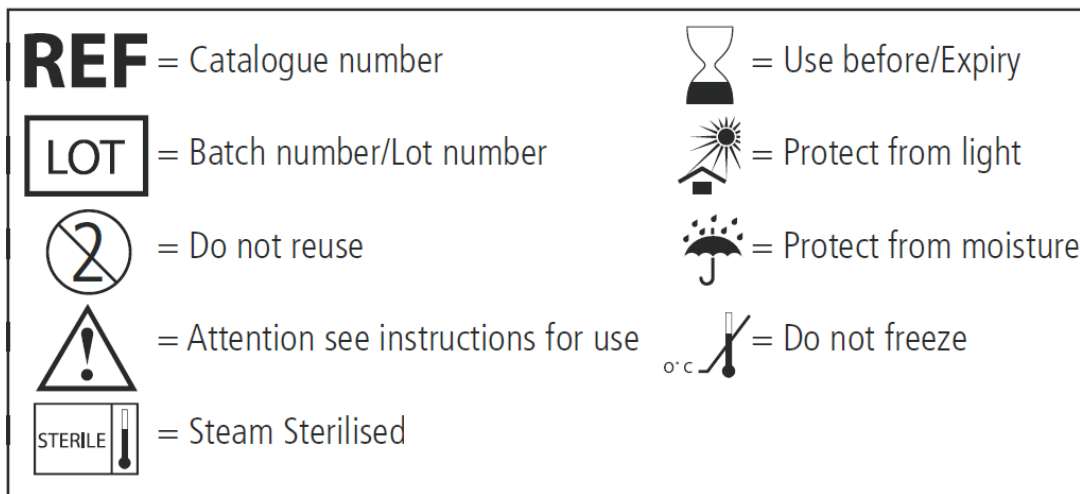 REF = Catalogue number
LOT = Batch number/Lot number
2 = Do not reuse
! = Attention see instructions for use
STERILE = Steam Sterilised
= Use before/Expiry
= Protect from light
= Protect from moisture
0°C = Do not freeze